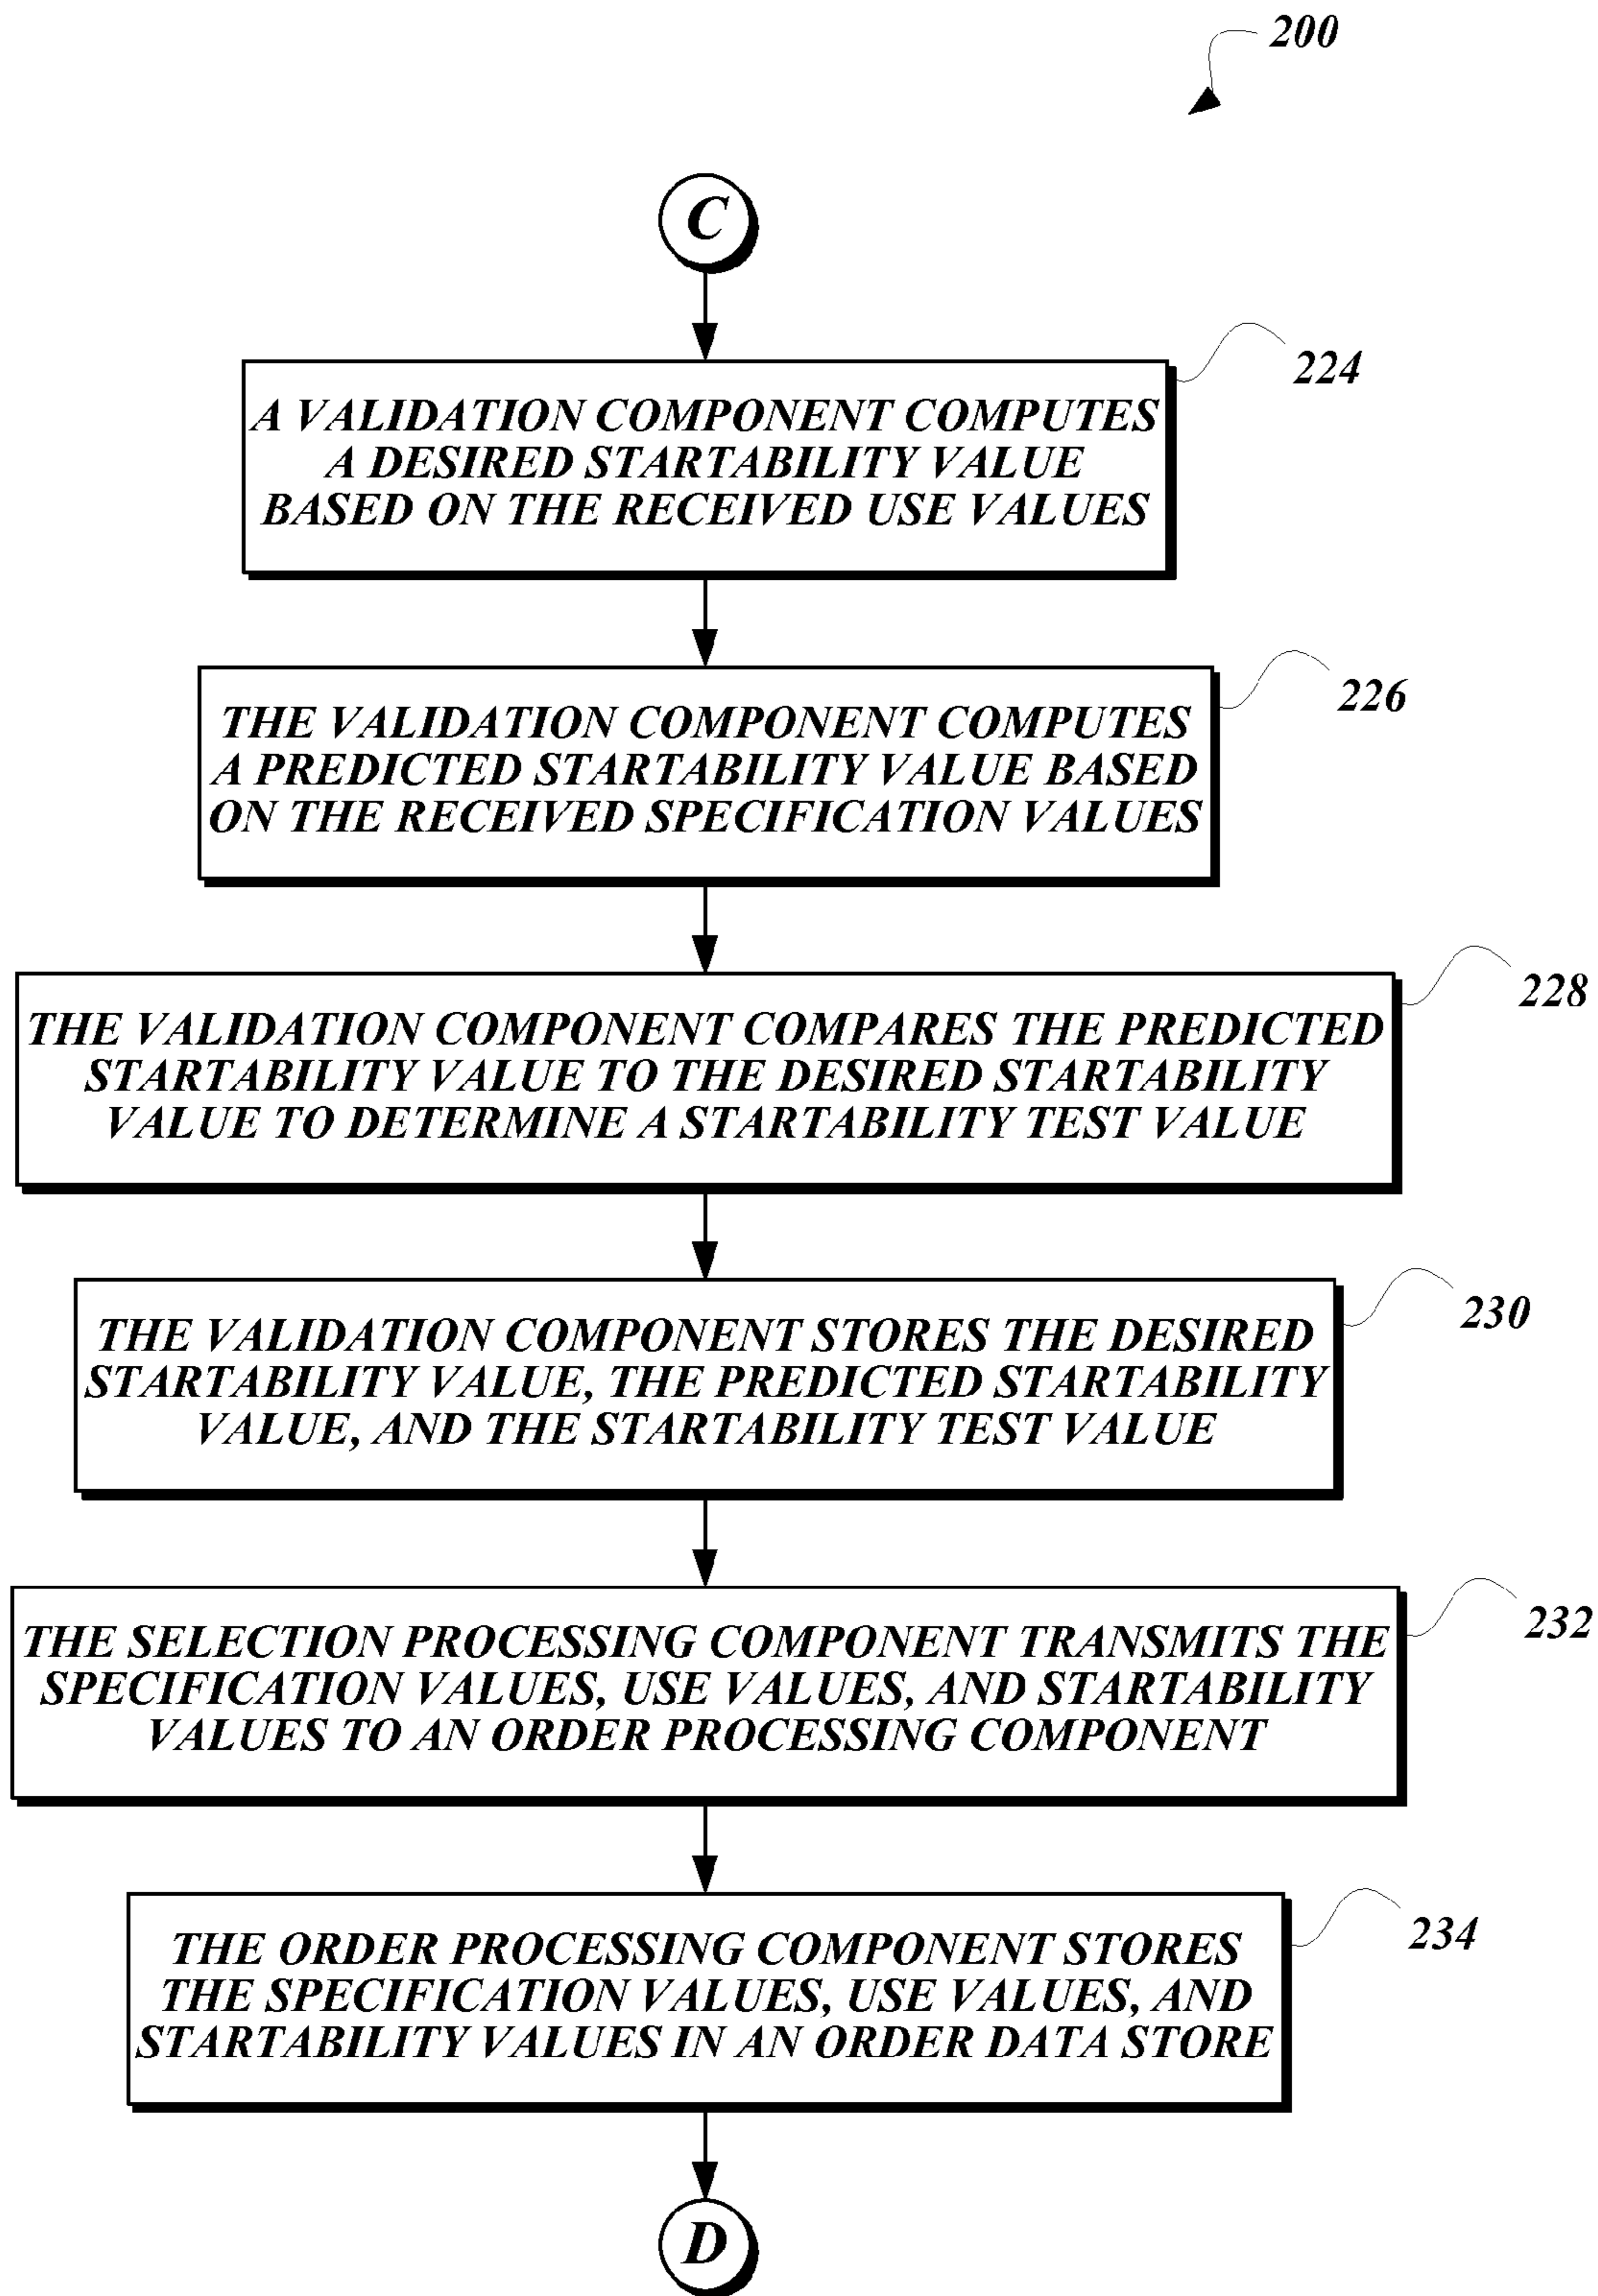 200
C
224
A VALIDATION COMPONENT COMPUTES
A DESIRED STARTABILITY VALUE
BASED ON THE RECEIVED USE VALUES
226
THE VALIDATION COMPONENT COMPUTES
A PREDICTED STARTABILITY VALUE BASED
ON THE RECEIVED SPECIFICATION VALUES
228
THE VALIDATION COMPONENT COMPARES THE PREDICTED
STARTABILITY VALUE TO THE DESIRED STARTABILITY
VALUE TO DETERMINE A STARTABILITY TEST VALUE
230
THE VALIDATION COMPONENT STORES THE DESIRED
STARTABILITY VALUE, THE PREDICTED STARTABILITY
VALUE, AND THE STARTABILITY TEST VALUE
232
THE SELECTION PROCESSING COMPONENT TRANSMITS THE
SPECIFICATION VALUES, USE VALUES, AND STARTABILITY
VALUES TO AN ORDER PROCESSING COMPONENT
234
THE ORDER PROCESSING COMPONENT STORES
THE SPECIFICATION VALUES, USE VALUES, AND
STARTABILITY VALUES IN AN ORDER DATA STORE
D